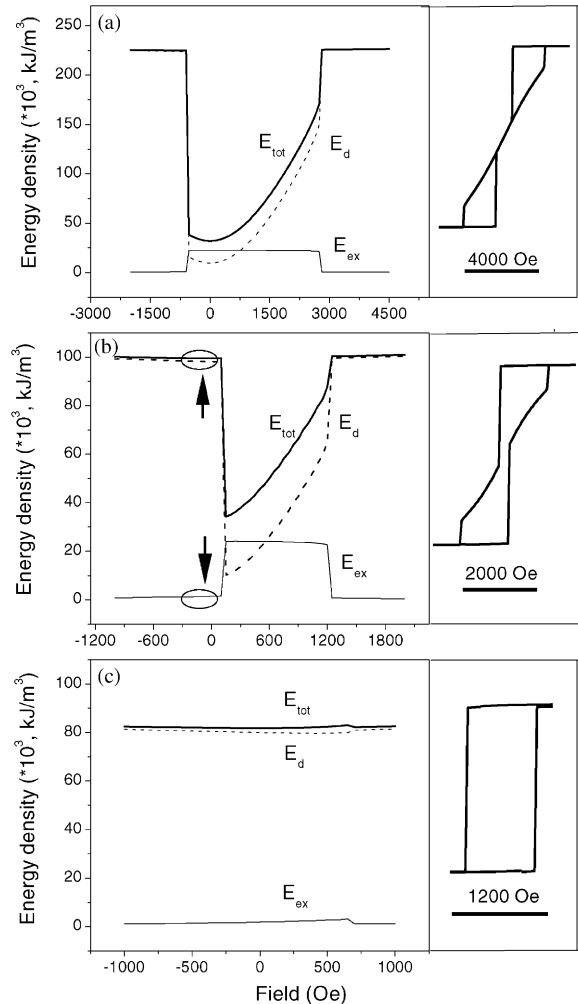 (a)
250
200
150
100
50
0
Energy density (*10³, kJ/m³)
E_tot
E_d
E_ex
-3000 -1500 0 1500 3000 4500
4000 Oe
(b)
100
80
60
40
20
0
Energy density (*10³, kJ/m³)
E_tot
E_d
E_ex
-1200 -600 0 600 1200 2000
2000 Oe
(c)
100
80
60
40
20
0
Energy density (*10³, kJ/m³)
E_tot
E_d
E_ex
-1000 -500 0 500 1000
1200 Oe
Field (Oe)